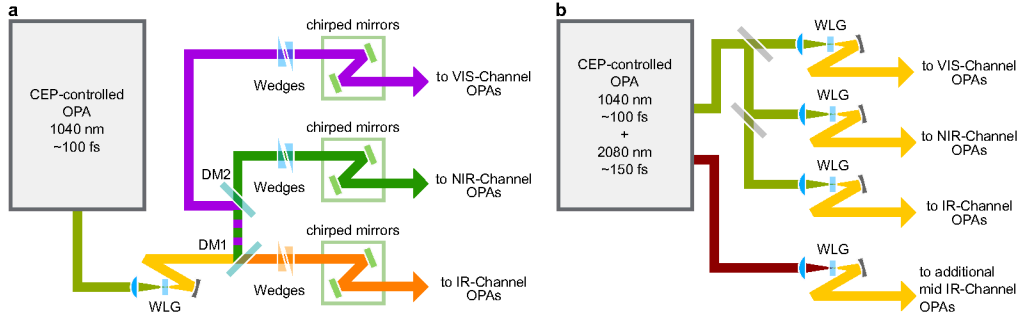 a
CEP-controlled
OPA
1040 nm
~100 fs
WLG
DM1
DM2
chirped mirrors
Wedges
to VIS-Channel
OPAs
chirped mirrors
Wedges
to NIR-Channel
OPAs
chirped mirrors
Wedges
to IR-Channel
OPAs
b
CEP-controlled
OPA
1040 nm
~100 fs
+
2080 nm
~150 fs
WLG
to VIS-Channel
OPAs
WLG
to NIR-Channel
OPAs
WLG
to IR-Channel
OPAs
WLG
to additional
mid IR-Channel
OPAs